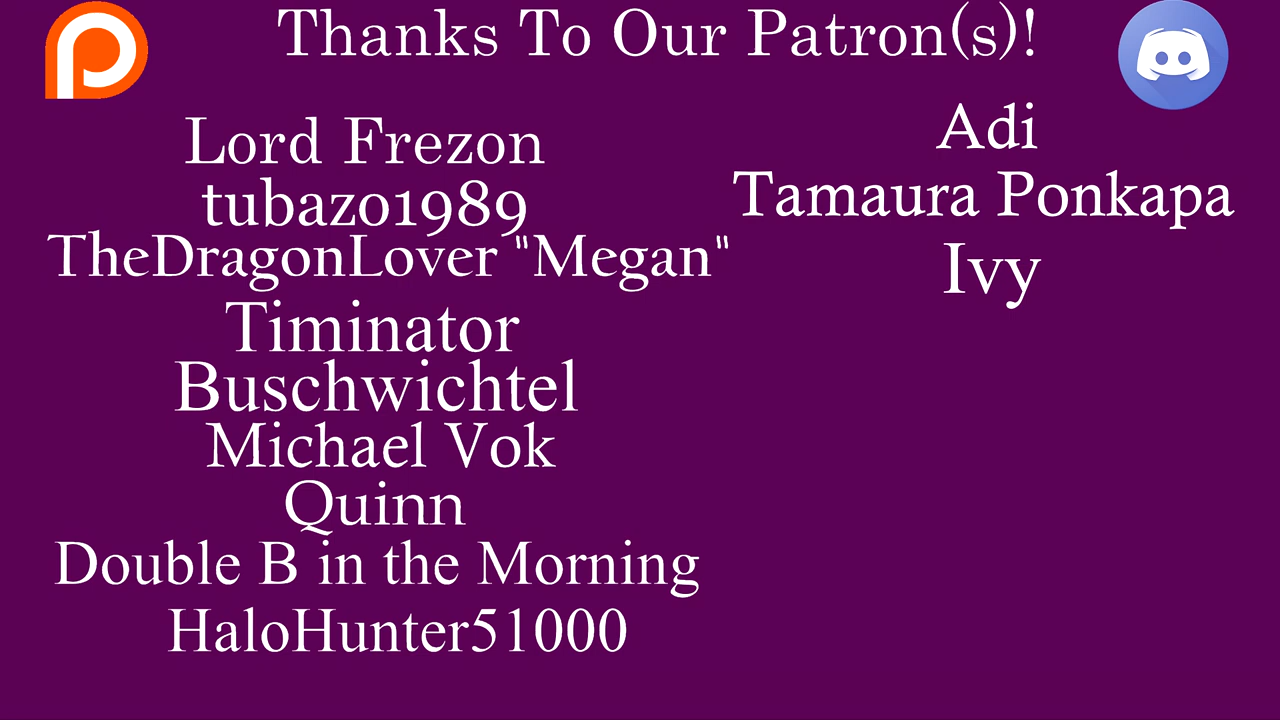 Thanks To Our Patron(s)!
Lord Frezon
tubazo1989
TheDragonLover "Megan"
Timinator
Buschwichtel
Michael Vok
Quinn
Double B in the Morning
HaloHunter51000
Adi
Tamaura Ponkapa
Ivy